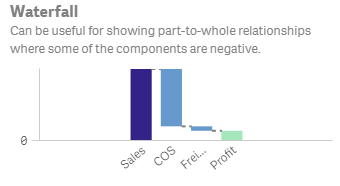 Waterfall
Can be useful for showing part-to-whole relationships
where some of the components are negative.
0
Sales
COS
Frei...
Profit